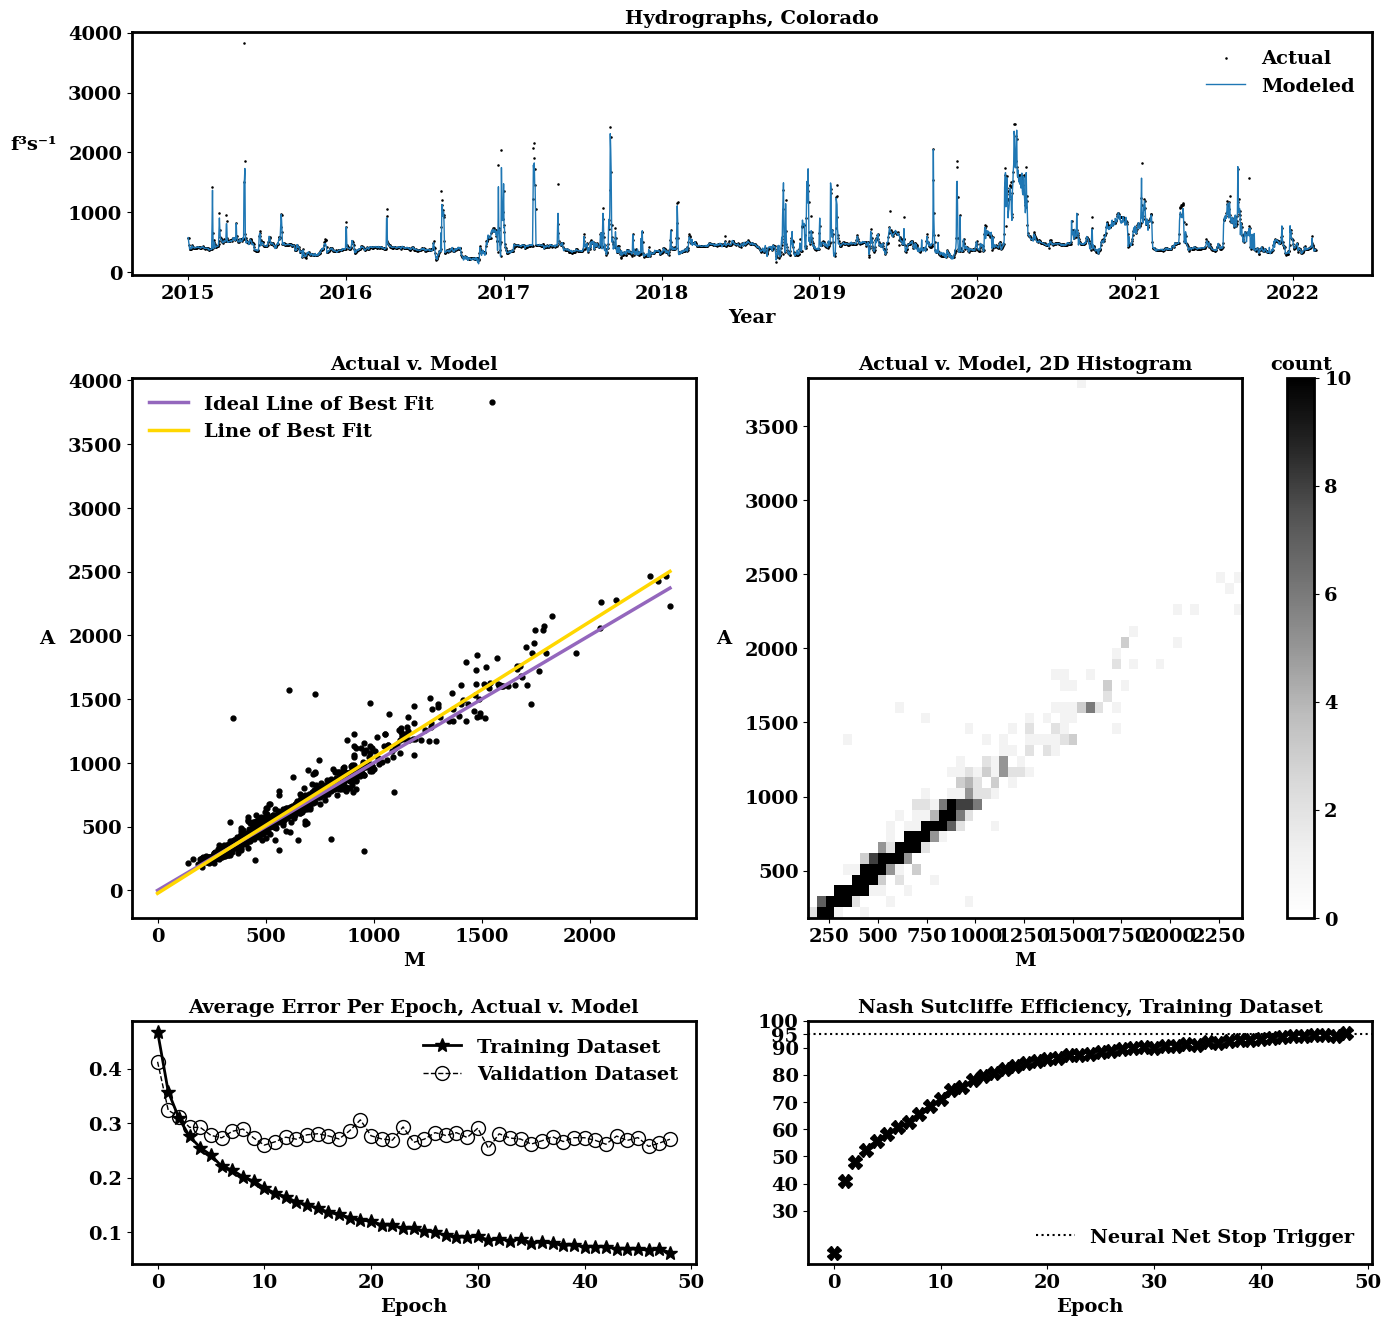 Hydrographs, Colorado
4000
3000
2000
1000
0
f³s⁻¹
Actual
Modeled
2015 2016 2017 2018 2019 2020 2021 2022
Year
Actual v. Model
4000
3500
3000
2500
2000
1500
1000
500
0
A
Ideal Line of Best Fit
Line of Best Fit
0 500 1000 1500 2000
M
Actual v. Model, 2D Histogram
3500
3000
2500
2000
1500
1000
500
A
250 500 750 1000 1250 1500 1750 2000 2250
M
count
10
8
6
4
2
0
Average Error Per Epoch, Actual v. Model
0.4
0.3
0.2
0.1
Training Dataset
Validation Dataset
0 10 20 30 40 50
Epoch
Nash Sutcliffe Efficiency, Training Dataset
100
95
90
80
70
60
50
40
30
Neural Net Stop Trigger
0 10 20 30 40 50
Epoch